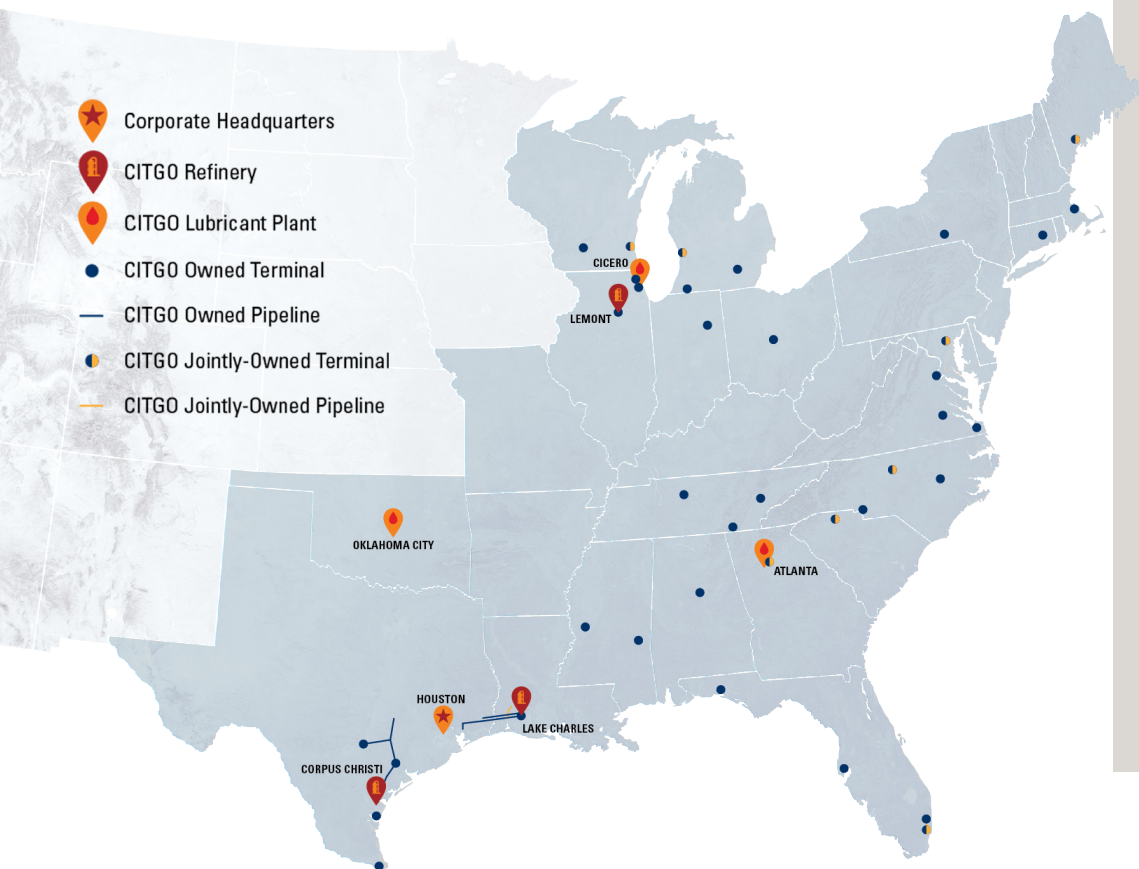 Corporate Headquarters
CITGO Refinery
CITGO Lubricant Plant
CITGO Owned Terminal
CITGO Owned Pipeline
CITGO Jointly-Owned Terminal
CITGO Jointly-Owned Pipeline
CICERO
LEMONT
OKLAHOMA CITY
ATLANTA
HOUSTON
LAKE CHARLES
CORPUS CHRISTI